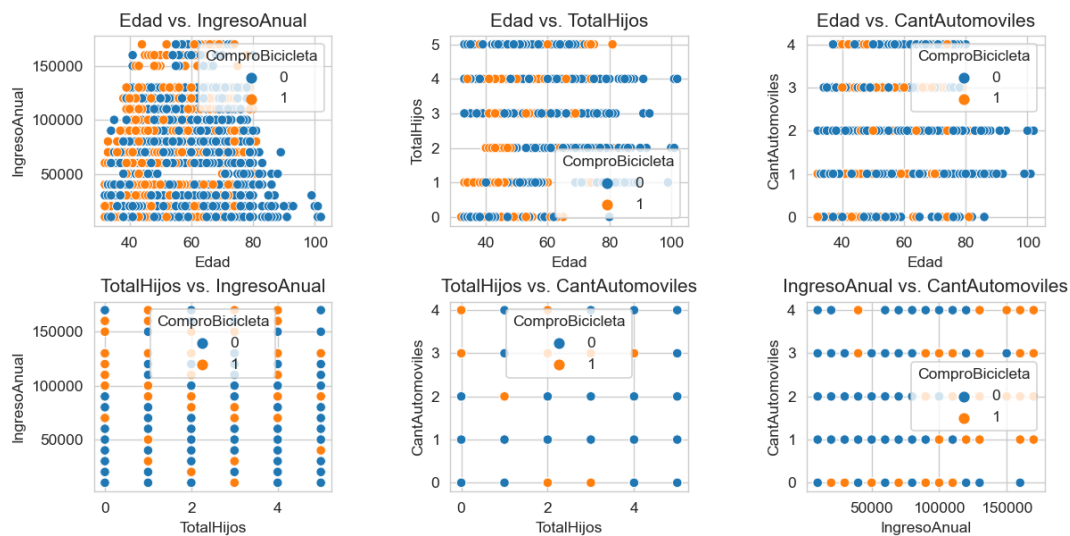 Edad vs. IngresoAnual
Edad vs. TotalHijos
Edad vs. CantAutomoviles
IngresoAnual
150000
100000
50000
ComproBicicleta
0
1
40
60
80
100
Edad
TotalHijos
5
4
3
2
1
0
ComproBicicleta
0
1
40
60
80
100
Edad
CantAutomoviles
4
3
2
1
0
ComproBicicleta
0
1
40
60
80
100
Edad
TotalHijos vs. IngresoAnual
TotalHijos vs. CantAutomoviles
IngresoAnual vs. CantAutomoviles
IngresoAnual
150000
100000
50000
ComproBicicleta
0
1
0
2
4
TotalHijos
CantAutomoviles
4
3
2
1
0
ComproBicicleta
0
1
0
2
4
TotalHijos
CantAutomoviles
4
3
2
1
0
ComproBicicleta
0
1
50000
100000
150000
IngresoAnual